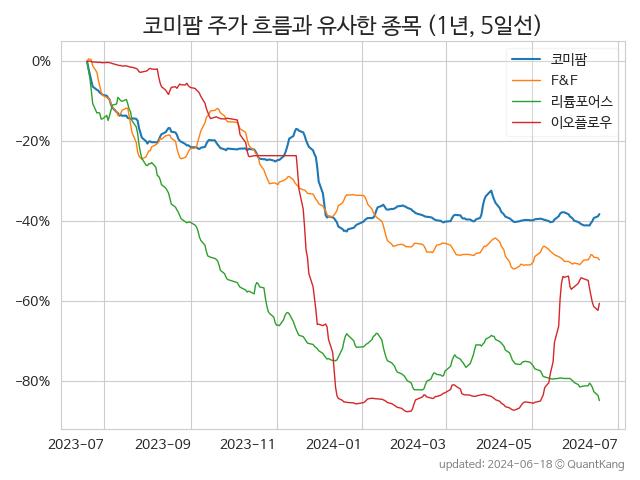 코미팜 주가 흐름과 유사한 종목 (1년, 5일선)
코미팜
F&F
리튬포어스
이오플로우
0%
−20%
−40%
−60%
−80%
2023−07
2023−09
2023−11
2024−01
2024−03
2024−05
2024−07
updated: 2024−06−18 © QuantKang